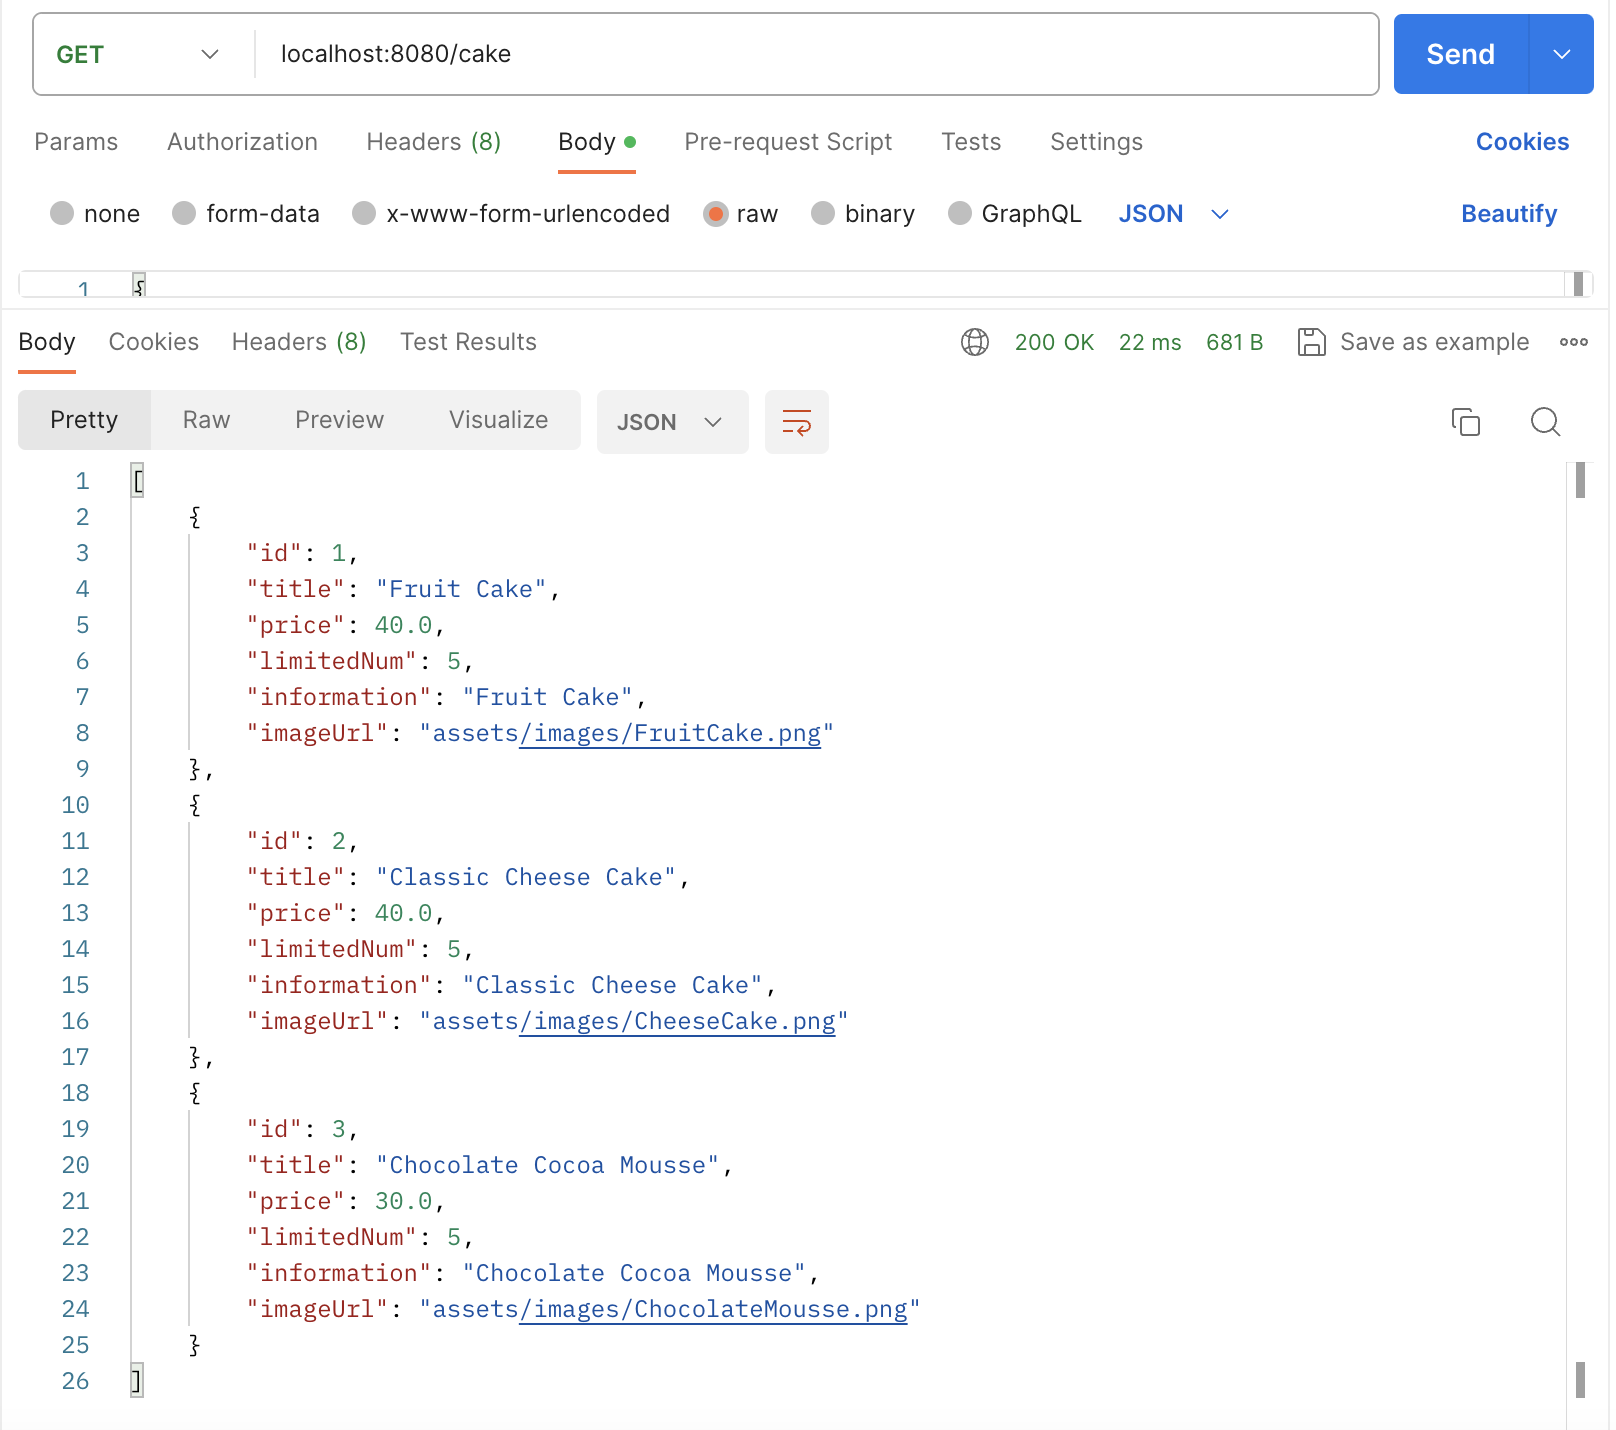 GET localhost:8080/cake Send
Params Authorization Headers (8) Body Pre-request Script Tests Settings Cookies
none form-data x-www-form-urlencoded raw binary GraphQL JSON Beautify
1 {
Body Cookies Headers (8) Test Results 200 OK 22 ms 681 B Save as example
Pretty Raw Preview Visualize JSON
1 [
2 {
3 "id": 1,
4 "title": "Fruit Cake",
5 "price": 40.0,
6 "limitedNum": 5,
7 "information": "Fruit Cake",
8 "imageUrl": "assets/images/FruitCake.png"
9 },
10 {
11 "id": 2,
12 "title": "Classic Cheese Cake",
13 "price": 40.0,
14 "limitedNum": 5,
15 "information": "Classic Cheese Cake",
16 "imageUrl": "assets/images/CheeseCake.png"
17 },
18 {
19 "id": 3,
20 "title": "Chocolate Cocoa Mousse",
21 "price": 30.0,
22 "limitedNum": 5,
23 "information": "Chocolate Cocoa Mousse",
24 "imageUrl": "assets/images/ChocolateMousse.png"
25 }
26 ]